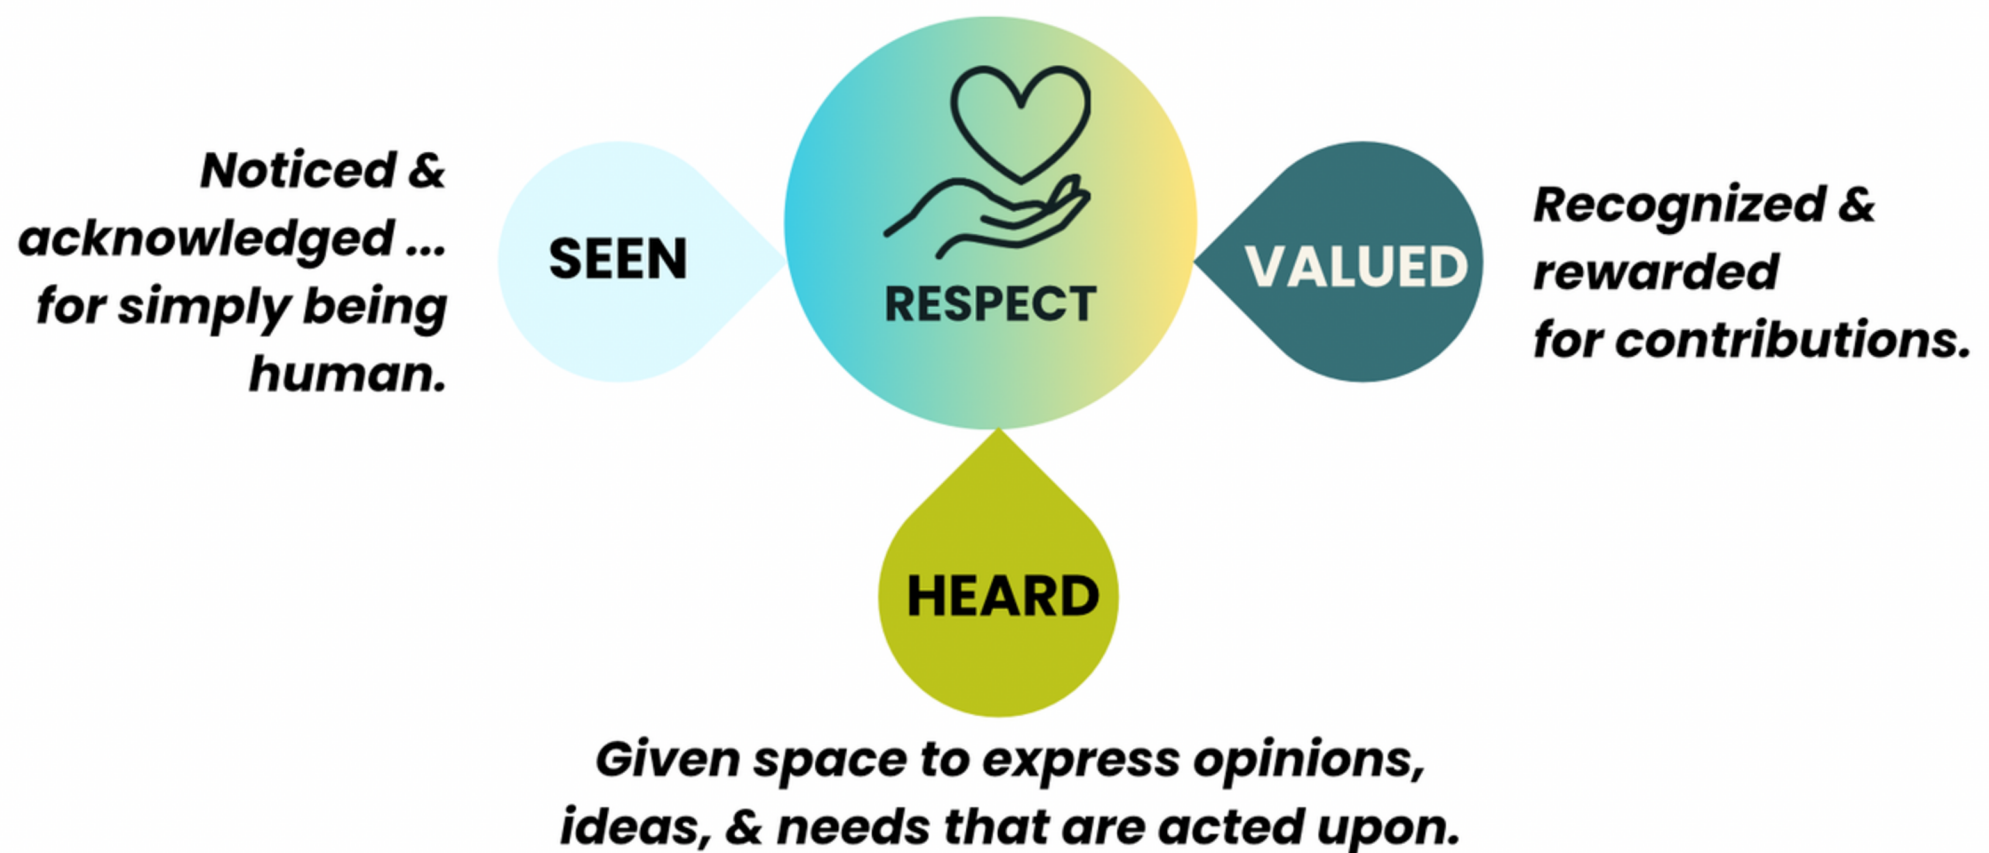 RESPECT
SEEN
Noticed &
acknowledged ...
for simply being
human.
VALUED
Recognized &
rewarded
for contributions.
HEARD
Given space to express opinions,
ideas, & needs that are acted upon.